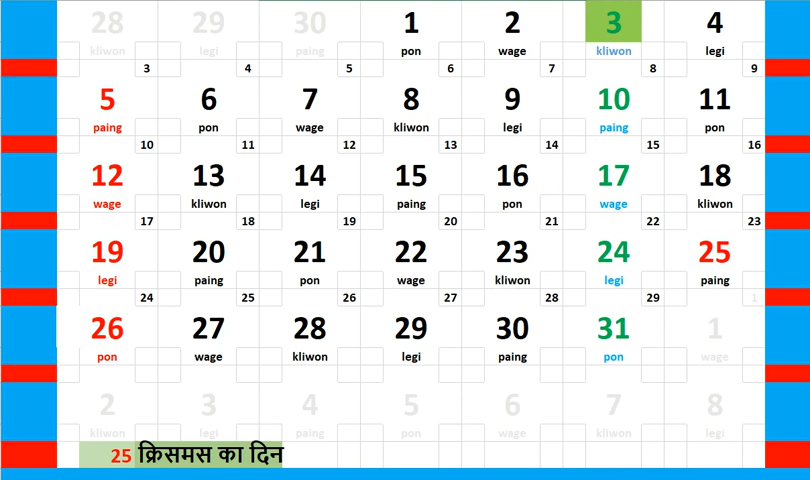 28 29 30 1 2 3 4
kliwon legi paing pon wage kliwon legi
3 4 5 6 7 8 9
5 6 7 8 9 10 11
paing pon wage kliwon legi paing pon
10 11 12 13 14 15 16
12 13 14 15 16 17 18
wage kliwon legi paing pon wage kliwon
17 18 19 20 21 22 23
19 20 21 22 23 24 25
legi paing pon wage kliwon legi paing
24 25 26 27 28 29 1
26 27 28 29 30 31 1
pon wage kliwon legi paing pon wage
2 3 4 5 6 7 8
kliwon legi paing pon wage kliwon legi
25 क्रिसमस का दिन